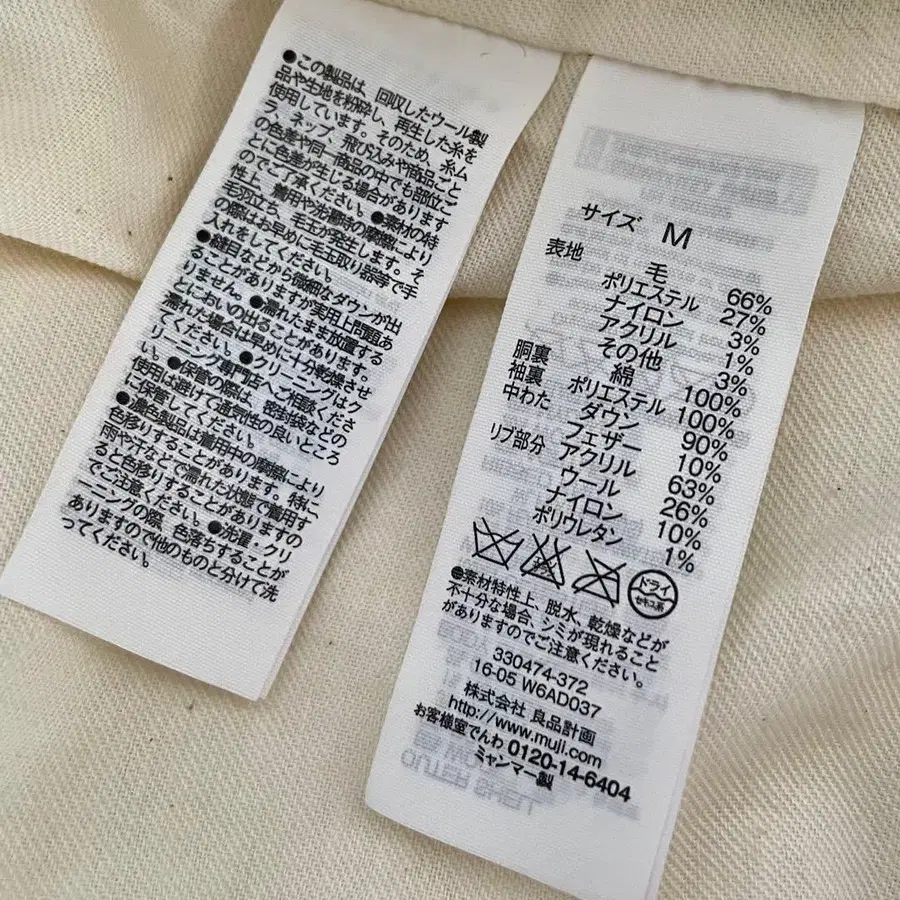 ●この製品は、回収したウール製
品や生地を粉砕し、再生した糸を
使用しています。そのため、糸ム
ラ、ネップ、飛び込みや商品ごと
の色差や同一商品の中でも部位ご
とに色差が生じる場合があります
のでご了承ください。●素材の特
性上、着用や洗濯時の摩擦により
毛羽立ち、毛玉が発生します。そ
の際はお早めに毛玉取り器等で手
入れをしてください。
●縫目などから微細なダウンが出
ることがありますが実用上問題あ
りません。●濡れたまま放置する
とにおいの出ることがあります。
濡れた場合は早めに十分乾燥させ
てください。●クリーニングはク
リーニング専門店へご相談くださ
い。●保管の際は、密封袋などの
使用は避けて通気性の良いところ
に保管してください。
●濃色製品は着用中の摩擦により
色移りすることがあります。特に、
雨や汗などで濡れた状態で着用す
ると色移りすることがありますの
でご注意ください。●洗濯・クリ
ーニングの際、色落ちすることが
ありますので他のものと分けて洗
ってください。
サイズ M
表地 毛 66%
ポリエステル 27%
ナイロン 3%
アクリル 1%
その他 3%
胴裏 綿 100%
袖裏 ポリエステル 100%
中わた ダウン 90%
フェザー 10%
リブ部分 アクリル 63%
ウール 26%
ナイロン 10%
ポリウレタン 1%
ドライ
セキユ系
●素材特性上、脱水、乾燥などが
不十分な場合、シミが現れること
がありますのでご注意ください。
330474-372
16-05 W6AD037
株式会社 良品計画
http://www.muji.com
お客様室でんわ 0120-14-6404
ミャンマー製